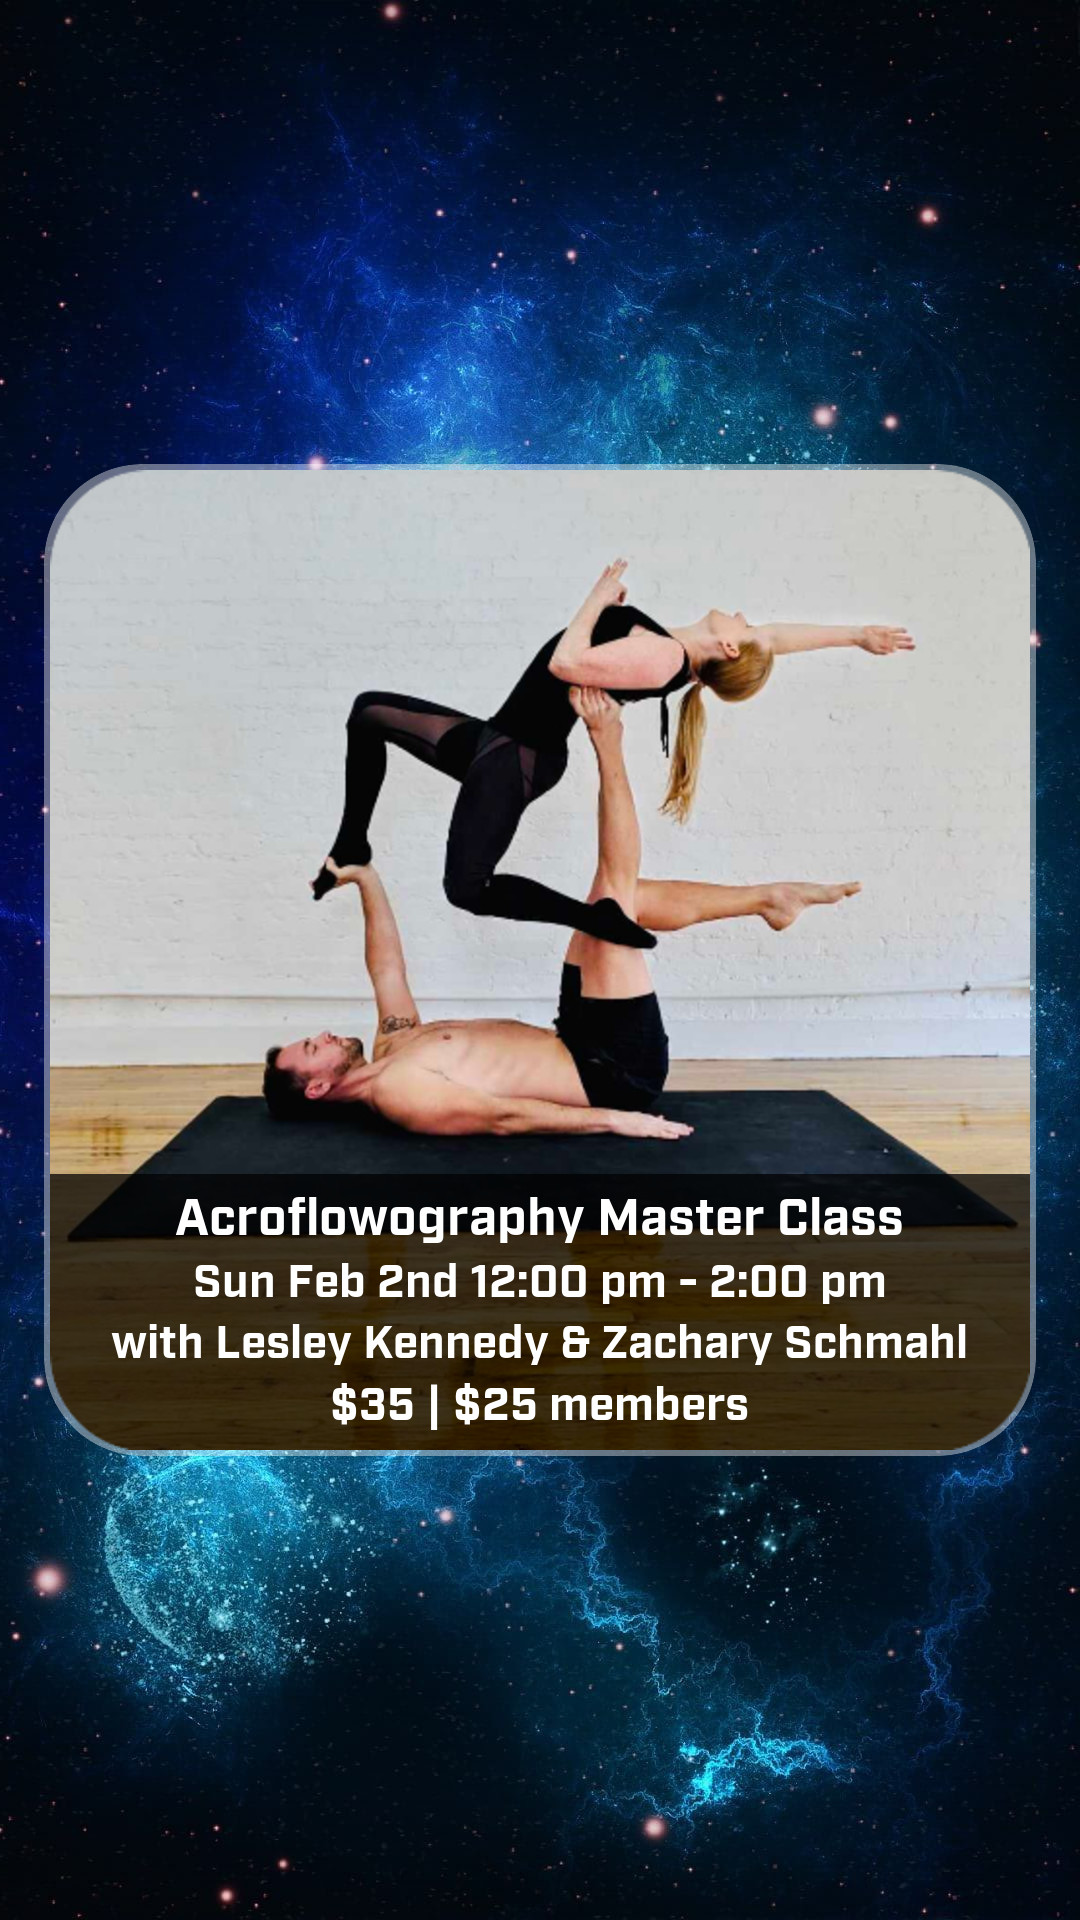 Acroflowography Master Class
Sun Feb 2nd 12:00 pm - 2:00 pm
with Lesley Kennedy & Zachary Schmahl
$35 | $25 members